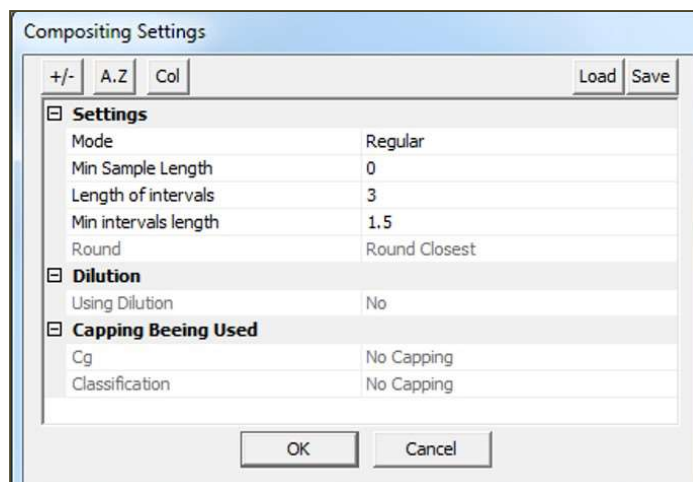 Compositing Settings
+/- A.Z Col Load Save
Settings
Mode Regular
Min Sample Length 0
Length of intervals 3
Min intervals length 1.5
Round Round Closest
Dilution
Using Dilution No
Capping Beeing Used
Cg No Capping
Classification No Capping
OK Cancel